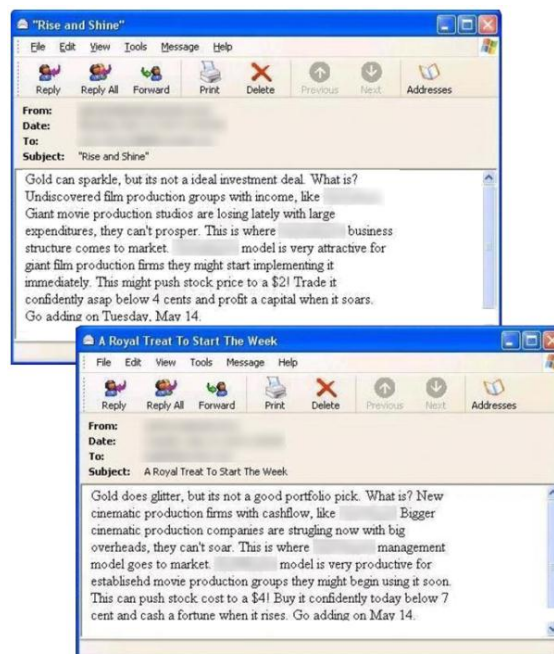 "Rise and Shine"
File Edit View Tools Message Help
Reply Reply All Forward Print Delete Previous Next Addresses
From:
Date:
To:
Subject: "Rise and Shine"
Gold can sparkle, but its not a ideal investment deal. What is?
Undiscovered film production groups with income, like
Giant movie production studios are losing lately with large
expenditures, they can't prosper. This is where business
structure comes to market. model is very attractive for
giant film production firms they might start implementing it
immediately. This might push stock price to a $2! Trade it
confidently asap below 4 cents and profit a capital when it soars.
Go adding on Tuesday, May 14.
A Royal Treat To Start The Week
File Edit View Tools Message Help
Reply Reply All Forward Print Delete Previous Next Addresses
From:
Date:
To:
Subject: A Royal Treat To Start The Week
Gold does glitter, but its not a good portfolio pick. What is? New
cinematic production firms with cashflow, like Bigger
cinematic production companies are strugling now with big
overheads, they can't soar. This is where management
model goes to market. model is very productive for
establisehd movie production groups they might begin using it soon.
This can push stock cost to a $4! Buy it confidently today below 7
cent and cash a fortune when it rises. Go adding on May 14.